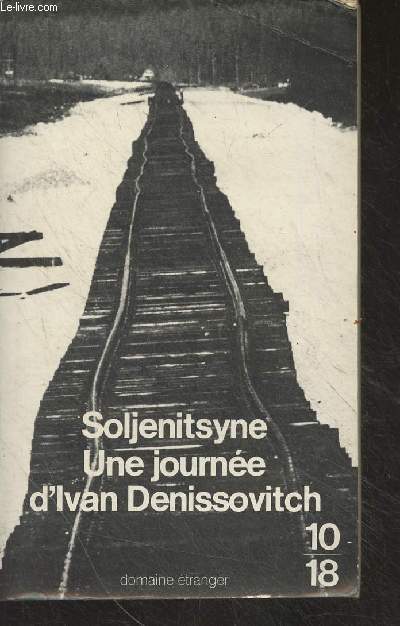 Le-livre.com
Soljenitsyne
Une journée
d'Ivan Denissovitch
10
18
domaine étranger